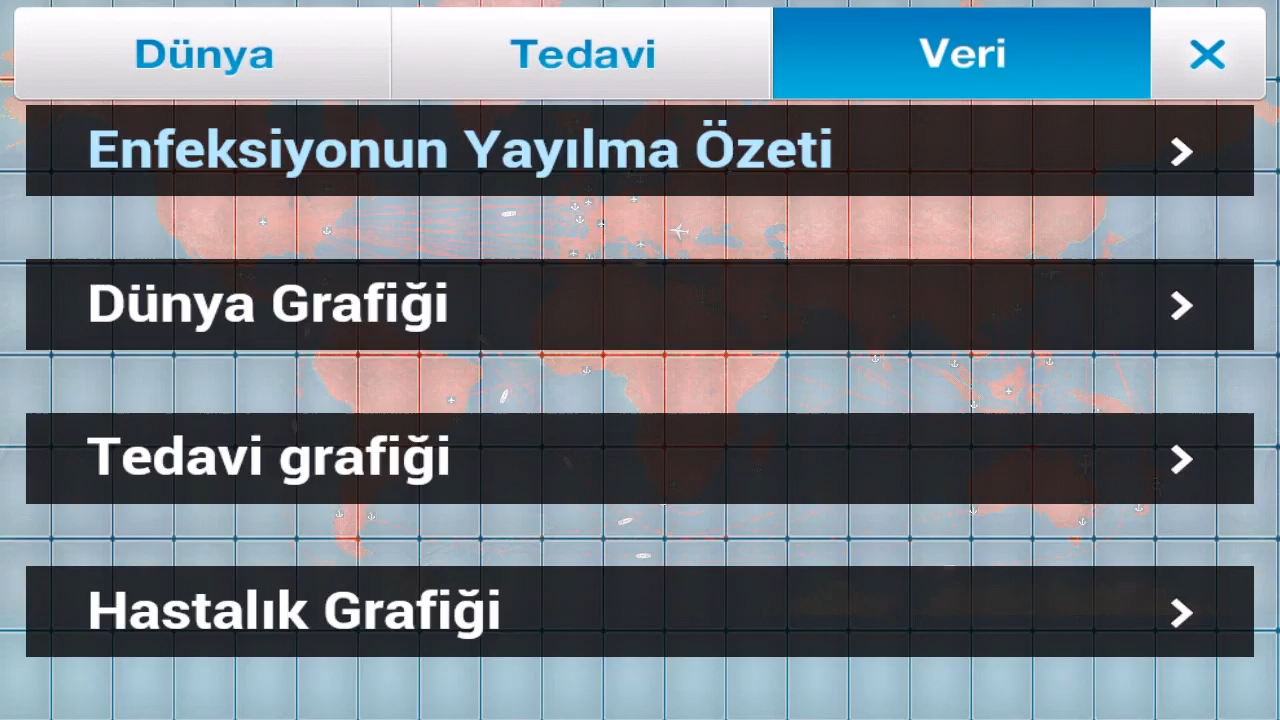 Dünya
Tedavi
Veri
Enfeksiyonun Yayılma Özeti
Dünya Grafiği
Tedavi grafiği
Hastalık Grafiği